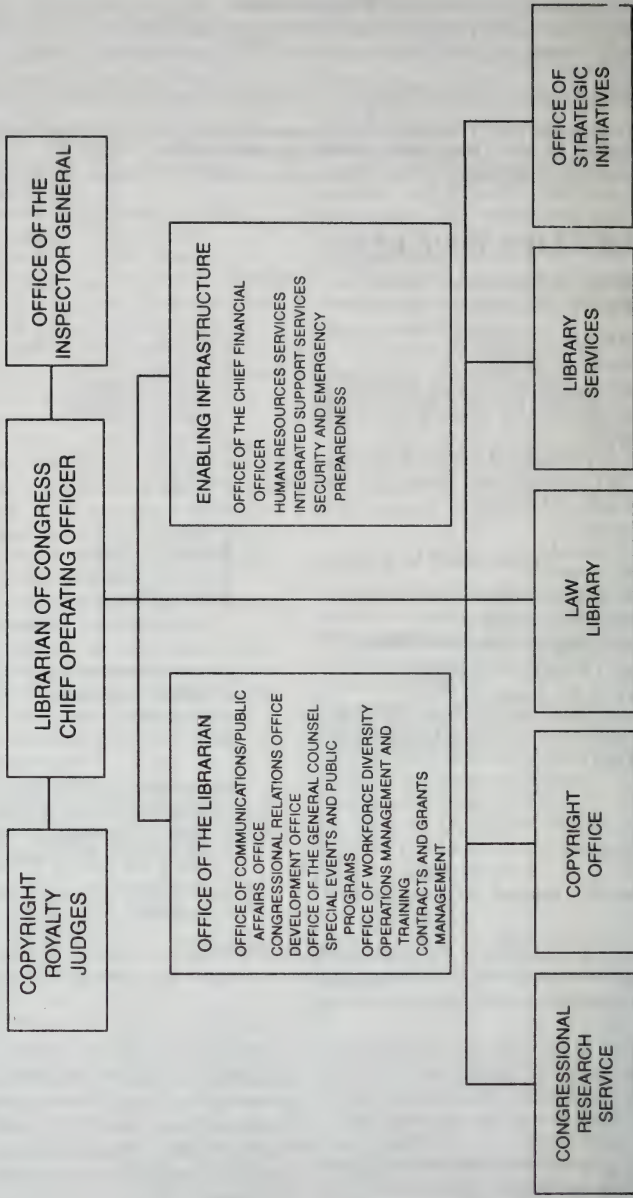 COPYRIGHT
ROYALTY
JUDGES
LIBRARIAN OF CONGRESS
CHIEF OPERATING OFFICER
OFFICE OF THE
INSPECTOR GENERAL
OFFICE OF THE LIBRARIAN
OFFICE OF COMMUNICATIONS/PUBLIC
AFFAIRS OFFICE
CONGRESSIONAL RELATIONS OFFICE
DEVELOPMENT OFFICE
OFFICE OF THE GENERAL COUNSEL
SPECIAL EVENTS AND PUBLIC
PROGRAMS
OFFICE OF WORKFORCE DIVERSITY
OPERATIONS MANAGEMENT AND
TRAINING
CONTRACTS AND GRANTS
MANAGEMENT
ENABLING INFRASTRUCTURE
OFFICE OF THE CHIEF FINANCIAL
OFFICER
HUMAN RESOURCES SERVICES
INTEGRATED SUPPORT SERVICES
SECURITY AND EMERGENCY
PREPAREDNESS
CONGRESSIONAL
RESEARCH
SERVICE
COPYRIGHT
OFFICE
LAW
LIBRARY
LIBRARY
SERVICES
OFFICE OF
STRATEGIC
INITIATIVES